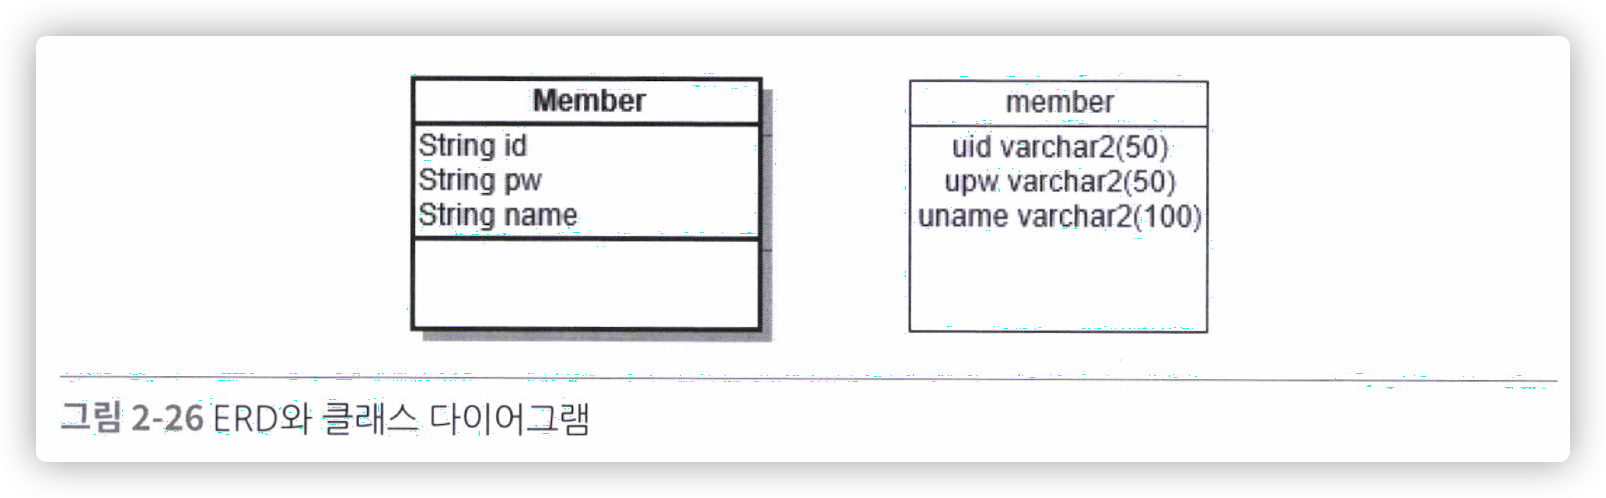 Member
String id
String pw
String name
member
uid varchar2(50)
upw varchar2(50)
uname varchar2(100)
그림 2-26 ERD와 클래스 다이어그램